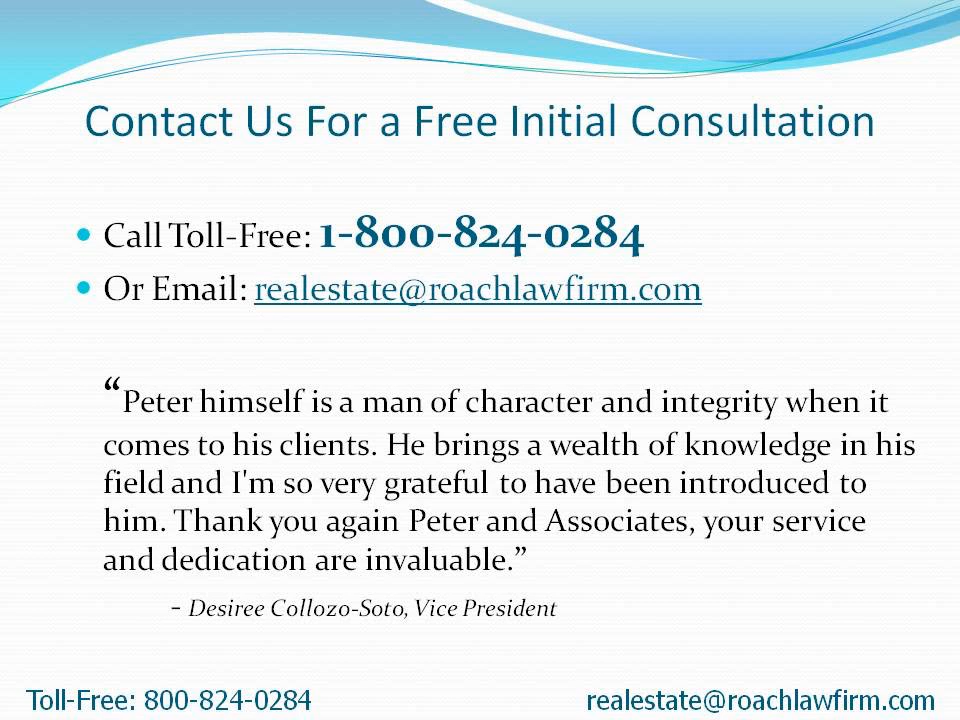 Contact Us For a Free Initial Consultation
• Call Toll-Free: 1-800-824-0284
• Or Email: realestate@roachlawfirm.com
“Peter himself is a man of character and integrity when it
comes to his clients. He brings a wealth of knowledge in his
field and I'm so very grateful to have been introduced to
him. Thank you again Peter and Associates, your service
and dedication are invaluable.”
- Desiree Collozo-Soto, Vice President
Toll-Free: 800-824-0284
realestate@roachlawfirm.com